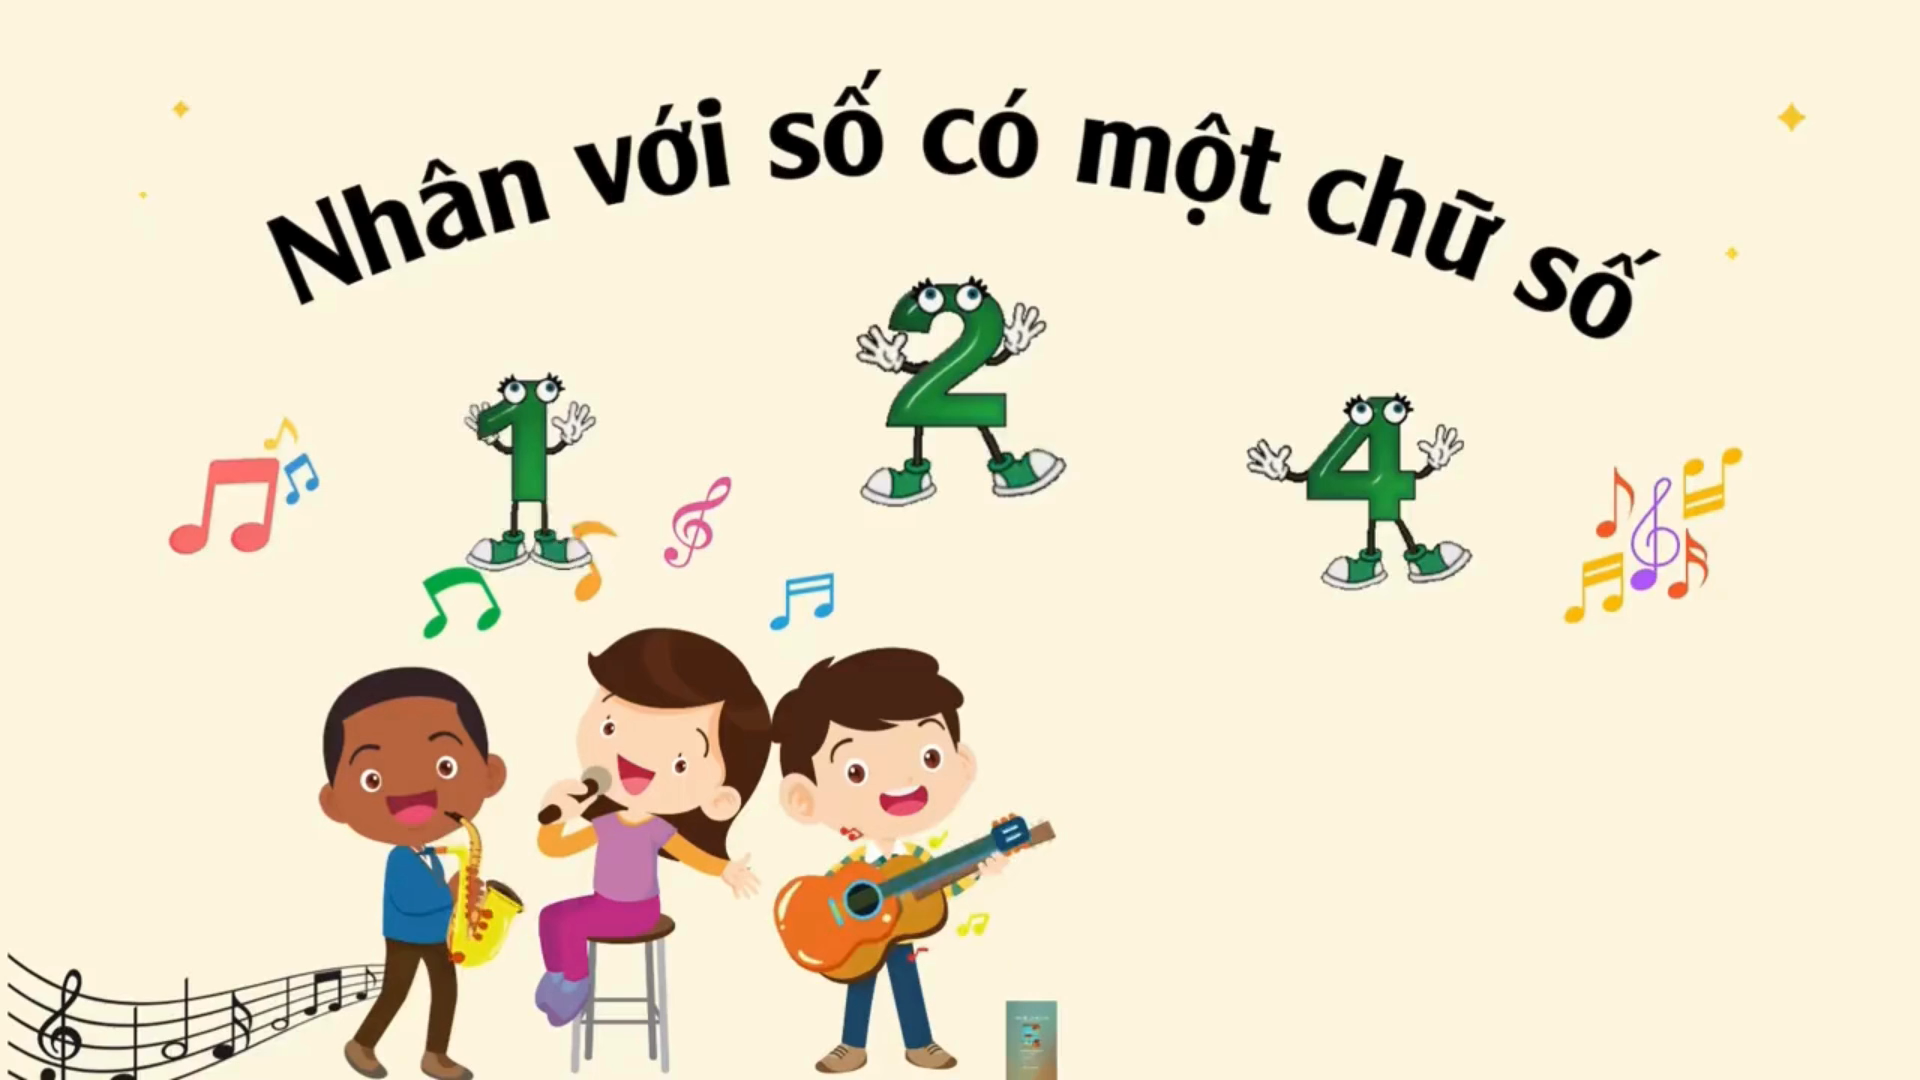 Nhân với số có một chữ số
1 2 4